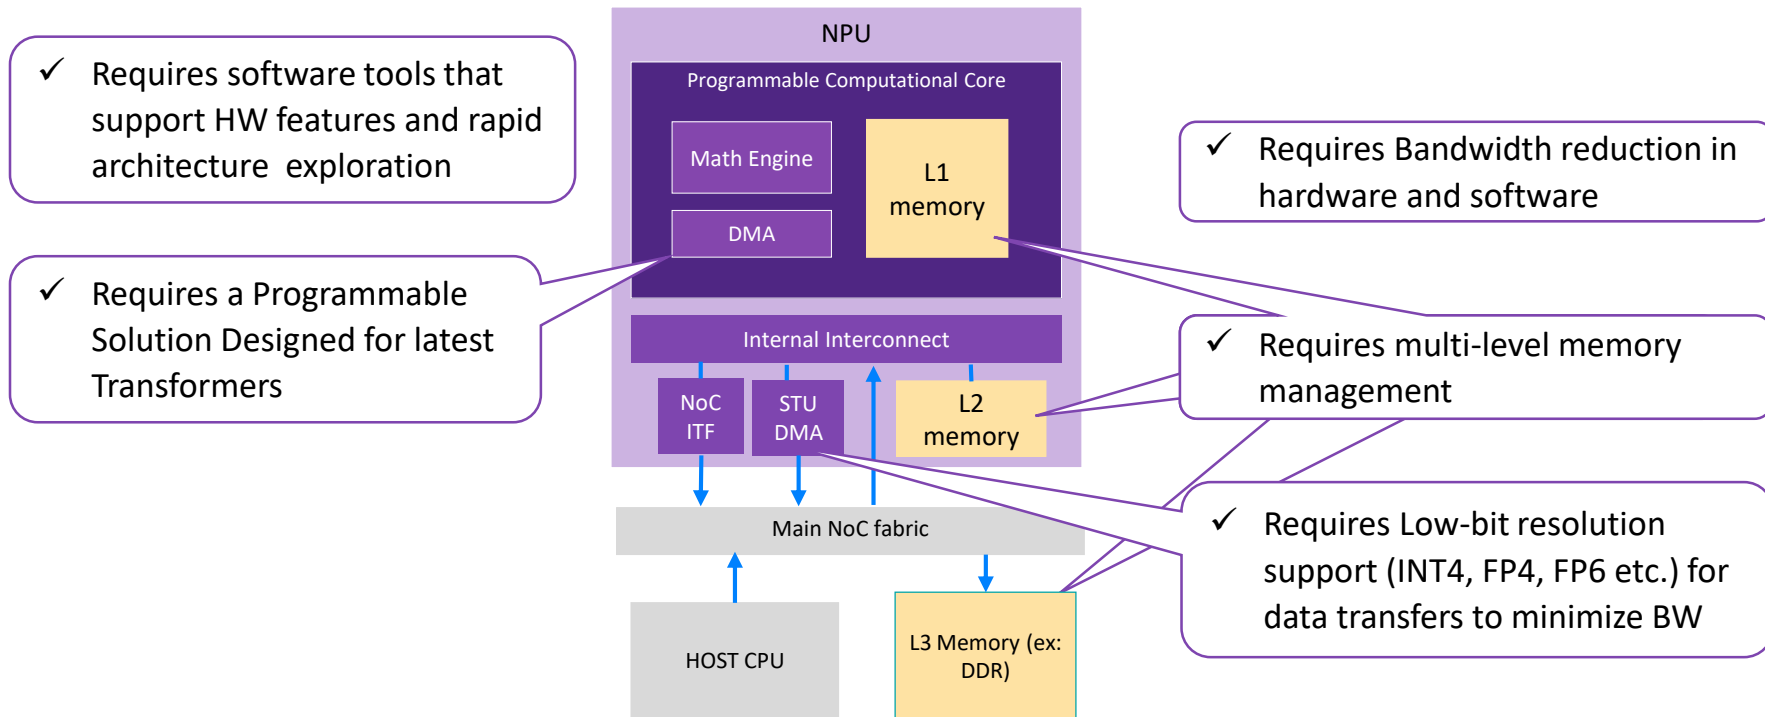 NPU
Programmable Computational Core
Math Engine
DMA
L1
memory
Internal Interconnect
NoC
ITF
STU
DMA
L2
memory
Main NoC fabric
HOST CPU
L3 Memory (ex:
DDR)
✓ Requires software tools that
support HW features and rapid
architecture exploration
✓ Requires a Programmable
Solution Designed for latest
Transformers
✓ Requires Bandwidth reduction in
hardware and software
✓ Requires multi-level memory
management
✓ Requires Low-bit resolution
support (INT4, FP4, FP6 etc.) for
data transfers to minimize BW